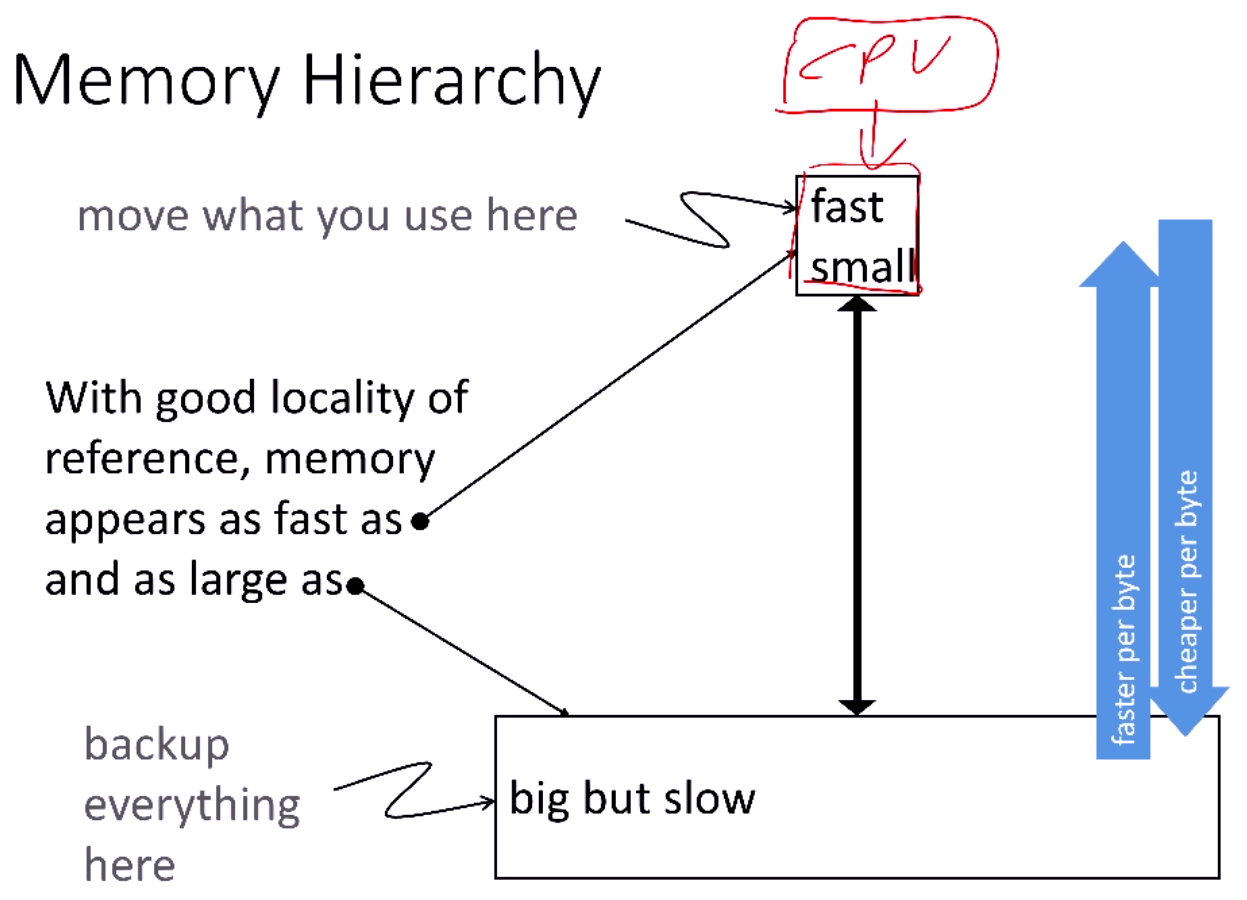 Memory Hierarchy
CPU
move what you use here
fast
small
With good locality of
reference, memory
appears as fast as
and as large as
faster per byte
cheaper per byte
backup
everything
here
big but slow